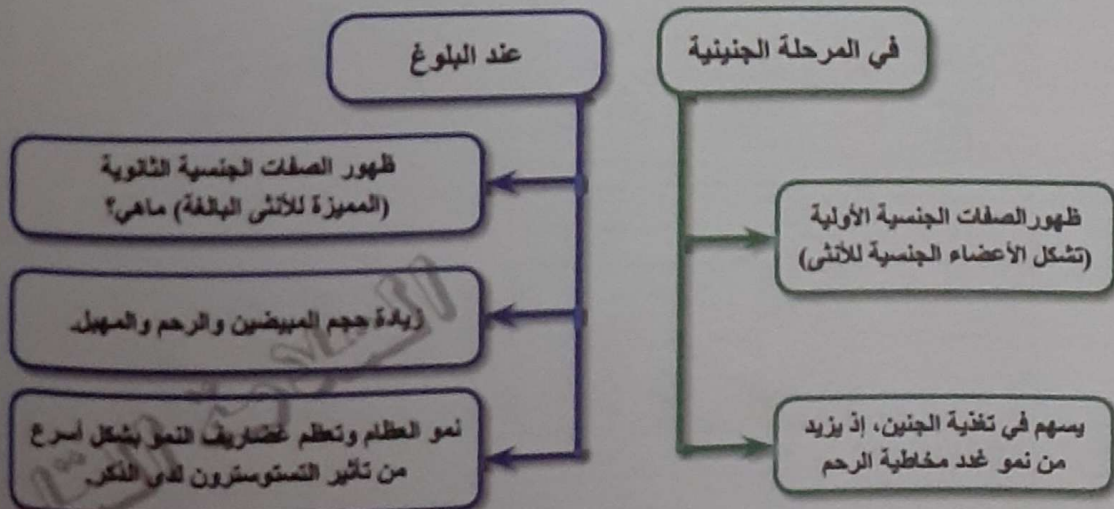 في المرحلة الجنينية
ظهور الصفات الجنسية الأولية
(تشكل الأعضاء الجنسية للأنثى)
يسهم في تغذية الجنين، إذ يزيد
من نمو غدد مخاطية الرحم
عند البلوغ
ظهور الصفات الجنسية الثانوية
(المميزة للأنثى البالغة) ماهي؟
زيادة حجم المبيضين والرحم والمهبل.
نمو العظام وتعظم غضاريف النمو بشكل أسرع
من تأثير التستوسترون لدى الذكر.